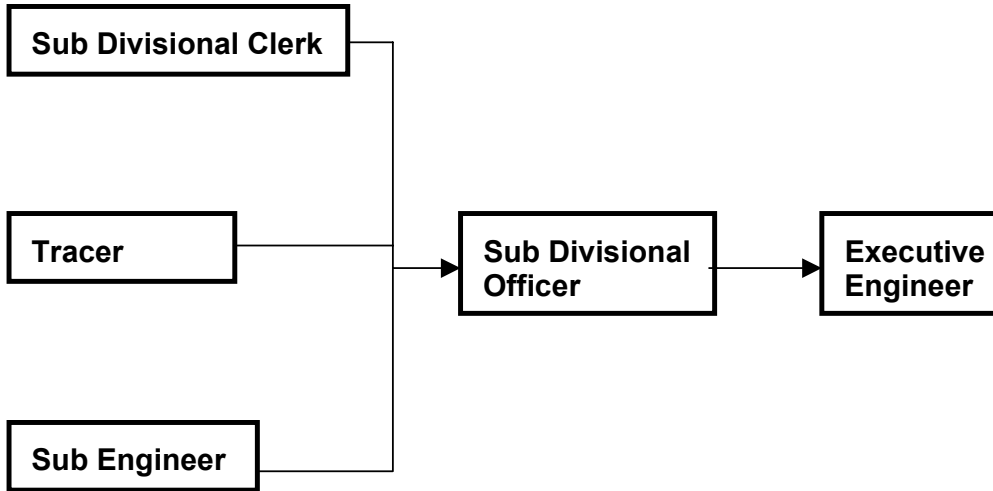 Sub Divisional Clerk
Tracer
Sub Divisional
Officer
Executive
Engineer
Sub Engineer